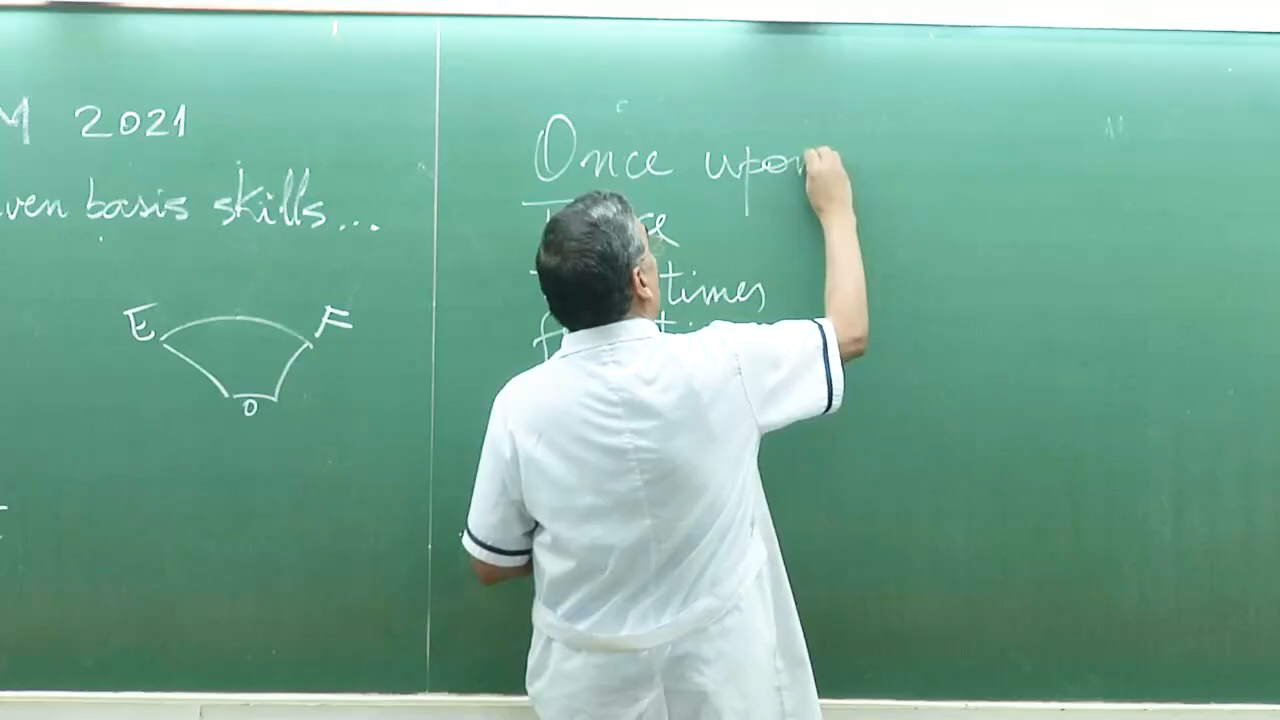 M 2021
ven basis skills...
E F
O
Once upon
times